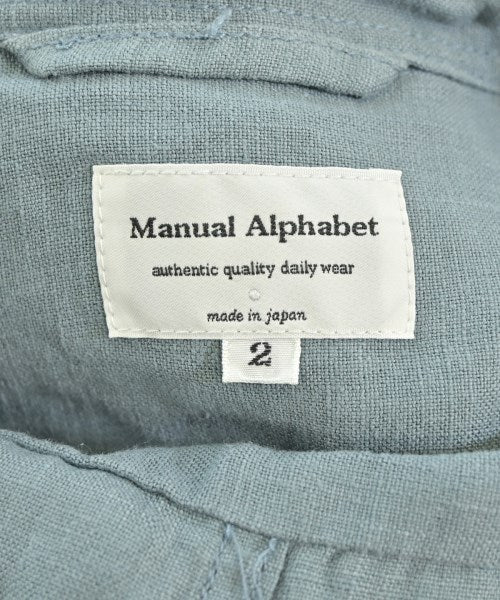 Manual Alphabet
authentic quality daily wear
made in japan
2